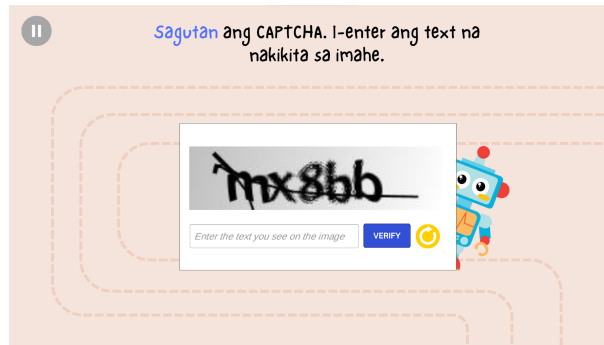 Sagutan ang CAPTCHA. I-enter ang text na
nakikita sa imahe.
mx8bb
Enter the text you see on the image
VERIFY